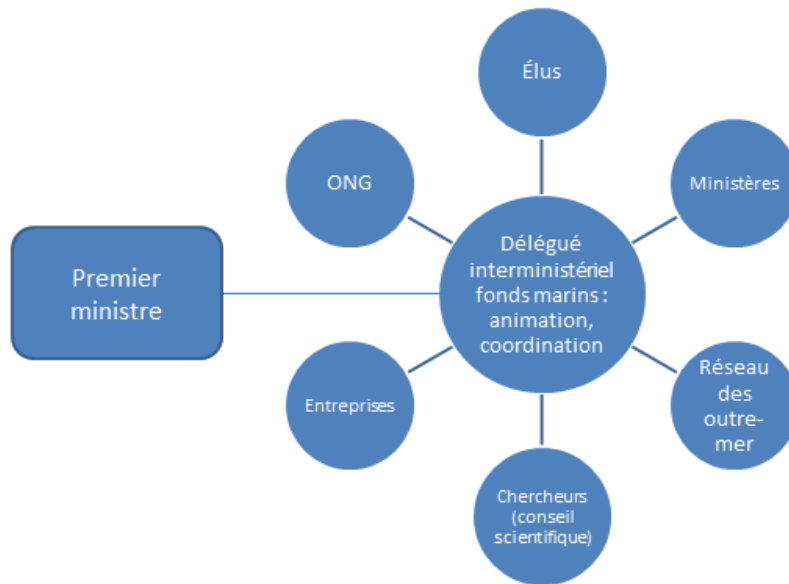 Élus
ONG
Ministères
Premier
ministre
Délégué
interministériel
fonds marins :
animation,
coordination
Entreprises
Réseau
des
outre-
mer
Chercheurs
(conseil
scientifique)